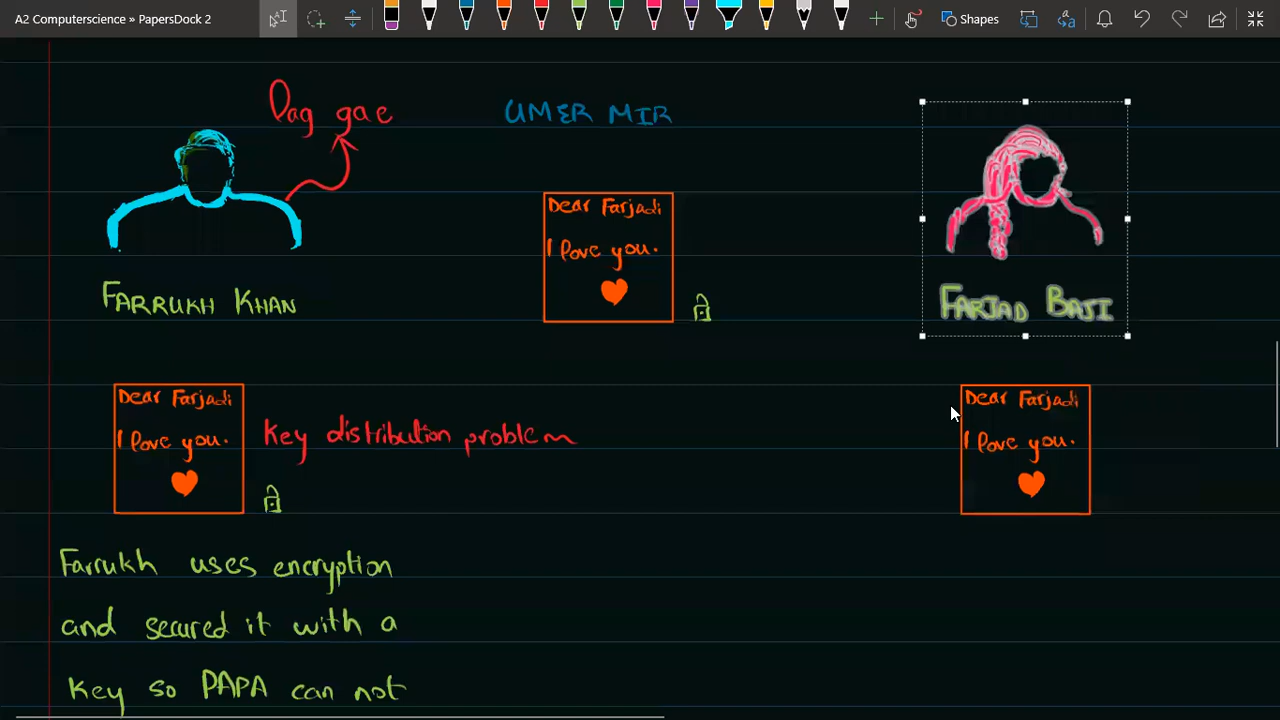 A2 Computerscience » PapersDock 2
Shapes
Lag gae
UMER MIR
Dear Farjadi
I love you.
FARRUKH KHAN
FARJAD BAJI
Dear Farjadi
I love you.
key distribution problem
Dear Farjadi
I love you.
Farrukh uses encryption
and secured it with a
key so PAPA can not